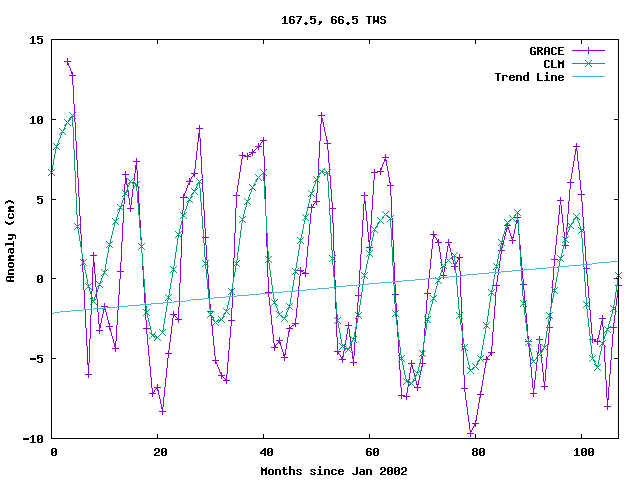 167.5, 66.5 TWS
GRACE
CLM
Trend Line
15
10
5
0
-5
-10
Anomaly (cm)
0 20 40 60 80 100
Months since Jan 2002